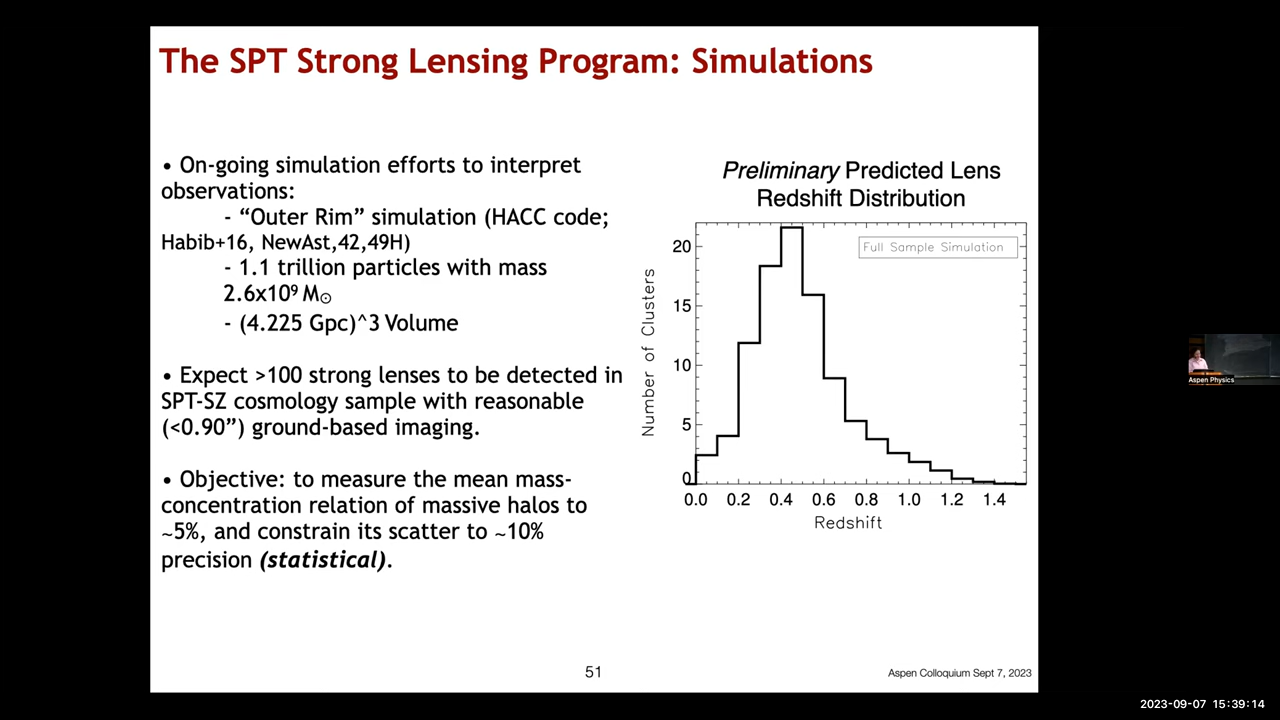 The SPT Strong Lensing Program: Simulations
• On-going simulation efforts to interpret
observations:
- “Outer Rim” simulation (HACC code;
Habib+16, NewAst,42,49H)
- 1.1 trillion particles with mass
2.6x10⁹ M☉
- (4.225 Gpc)^3 Volume
• Expect >100 strong lenses to be detected in
SPT-SZ cosmology sample with reasonable
(<0.90”) ground-based imaging.
• Objective: to measure the mean mass-
concentration relation of massive halos to
~5%, and constrain its scatter to ~10%
precision (statistical).
Preliminary Predicted Lens
Redshift Distribution
Full Sample Simulation
Number of Clusters
20
15
10
5
0
0.0 0.2 0.4 0.6 0.8 1.0 1.2 1.4
Redshift
51
Aspen Colloquium Sept 7, 2023
Aspen Physics
2023-09-07 15:39:14